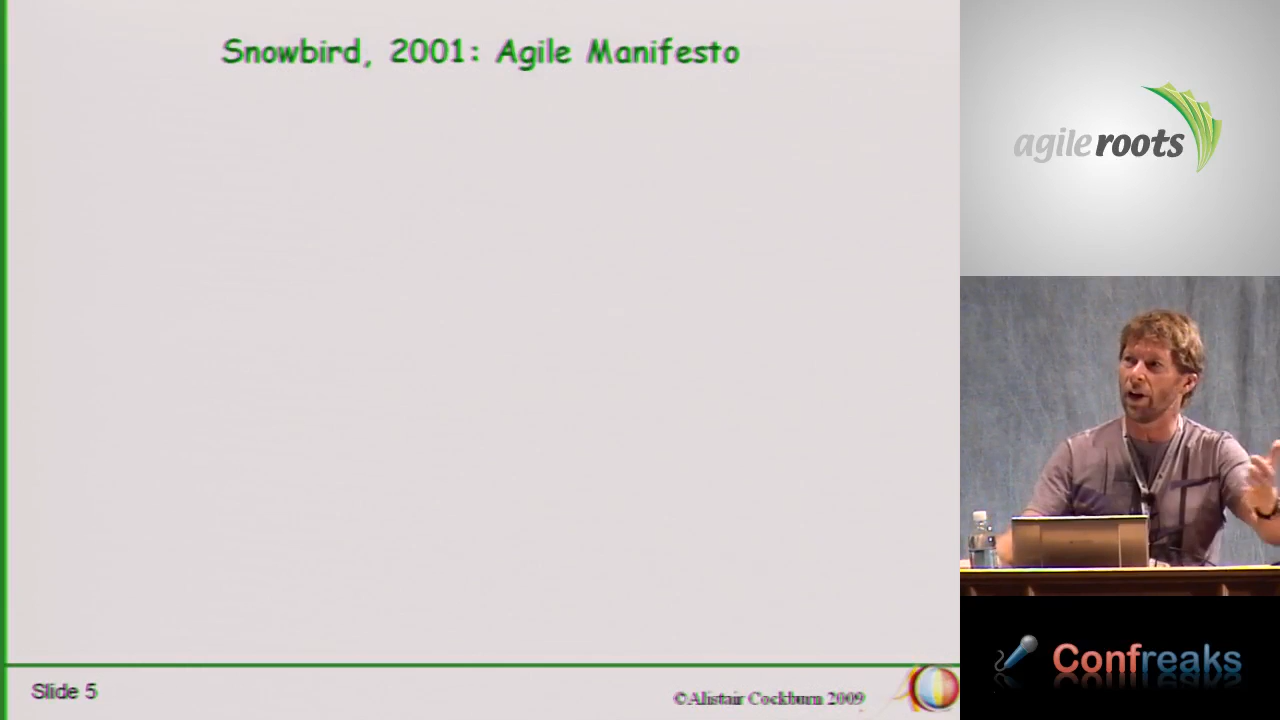 Snowbird, 2001: Agile Manifesto
Slide 5
©Alistair Cockburn 2009
agile roots
Confreaks